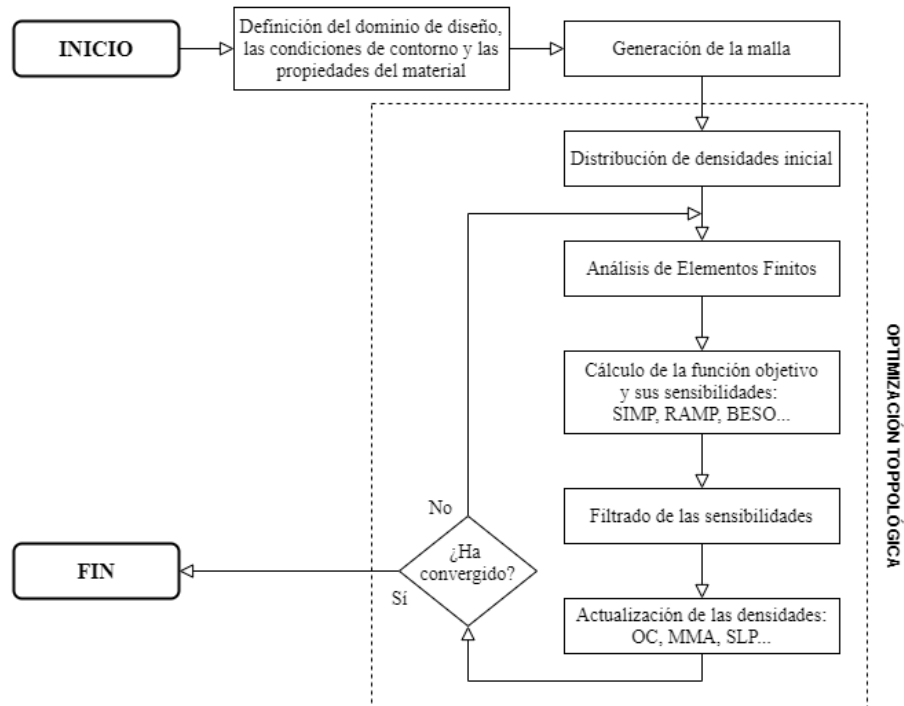 INICIO
Definición del dominio de diseño,
las condiciones de contorno y las
propiedades del material
Generación de la malla
Distribución de densidades inicial
Análisis de Elementos Finitos
Cálculo de la función objetivo
y sus sensibilidades:
SIMP, RAMP, BESO...
Filtrado de las sensibilidades
Actualización de las densidades:
OC, MMA, SLP...
¿Ha
convergido?
No
Sí
FIN
OPTIMIZACIÓN TOPPOLÓGICA